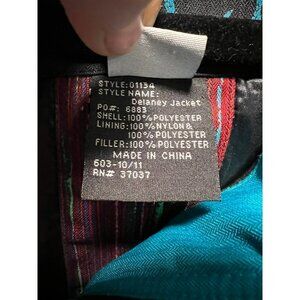 STYLE: 01134
STYLE NAME:
Delaney Jacket
PO#: 6883
SHELL: 100% POLYESTER
LINING: 100% NYLON &
100% POLYESTER
FILLER: 100% POLYESTER
MADE IN CHINA
603-10/11
RN# 37037